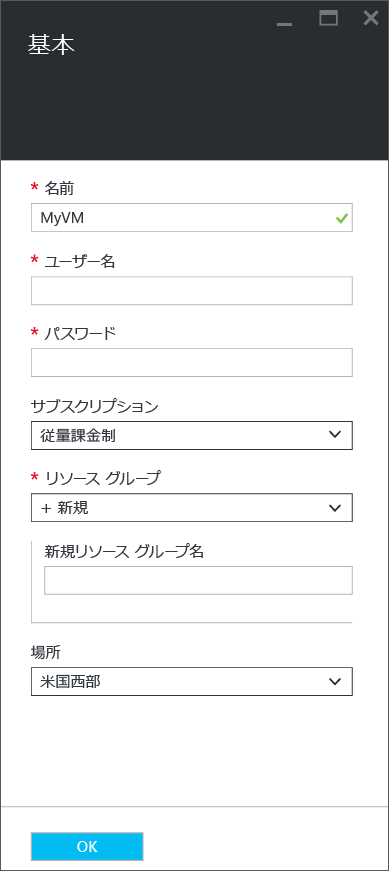 基本
* 名前
MyVM
* ユーザー名
* パスワード
サブスクリプション
従量課金制
* リソース グループ
+ 新規
新規リソース グループ名
場所
米国西部
OK